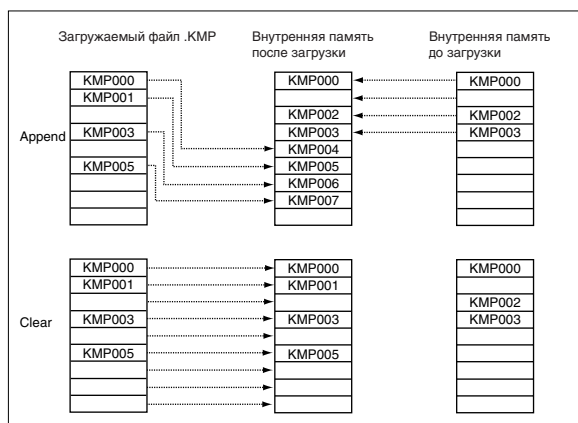 Загружаемый файл .KMP
Внутренняя память
после загрузки
Внутренняя память
до загрузки
Append
KMP000
KMP001
KMP003
KMP005
KMP000
KMP002
KMP003
KMP004
KMP005
KMP006
KMP007
KMP000
KMP002
KMP003
Clear
KMP000
KMP001
KMP003
KMP005
KMP000
KMP001
KMP003
KMP005
KMP000
KMP002
KMP003